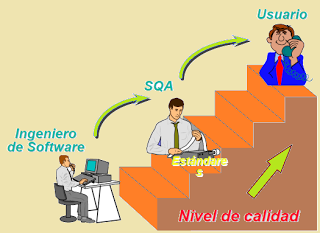 Usuario
SQA
Ingeniero
de Software
Estándare
s
Nivel de calidad